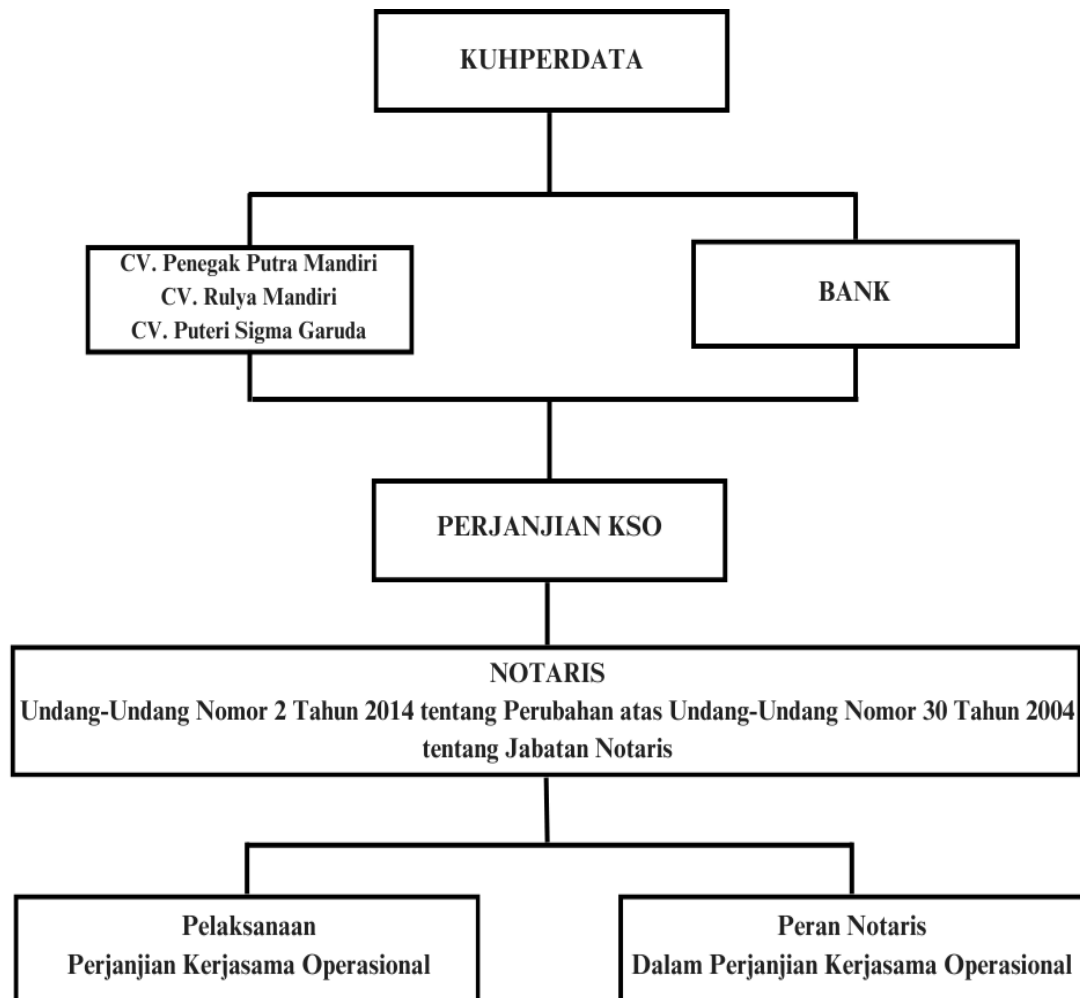 KUHPERDATA
CV. Penegak Putra Mandiri
CV. Rulya Mandiri
CV. Puteri Sigma Garuda
BANK
PERJANJIAN KSO
NOTARIS
Undang-Undang Nomor 2 Tahun 2014 tentang Perubahan atas Undang-Undang Nomor 30 Tahun 2004
tentang Jabatan Notaris
Pelaksanaan
Perjanjian Kerjasama Operasional
Peran Notaris
Dalam Perjanjian Kerjasama Operasional